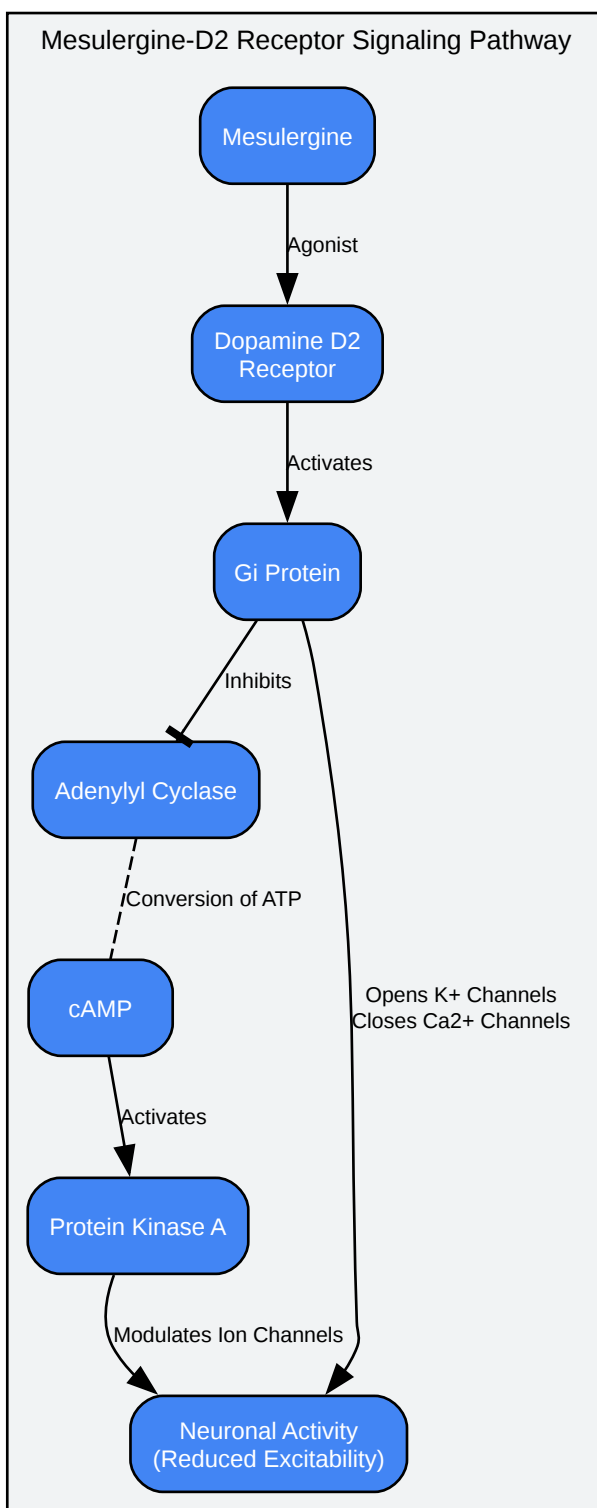 Mesulergine-D2 Receptor Signaling Pathway
Mesulergine
Agonist
Dopamine D2
Receptor
Activates
Gi Protein
Inhibits
Adenylyl Cyclase
Conversion of ATP
cAMP
Opens K+ Channels
Closes Ca2+ Channels
Activates
Protein Kinase A
Modulates Ion Channels
Neuronal Activity
(Reduced Excitability)